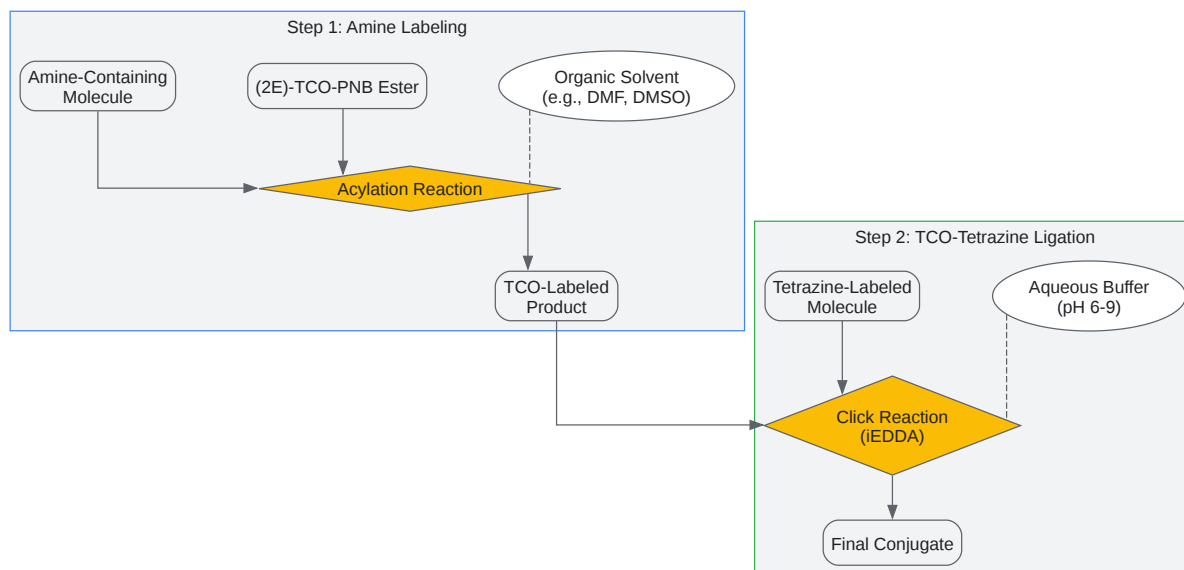 Step 1: Amine Labeling
Amine-Containing
Molecule
(2E)-TCO-PNB Ester
Organic Solvent
(e.g., DMF, DMSO)
Acylation Reaction
TCO-Labeled
Product
Step 2: TCO-Tetrazine Ligation
Tetrazine-Labeled
Molecule
Aqueous Buffer
(pH 6-9)
Click Reaction
(iEDDA)
Final Conjugate